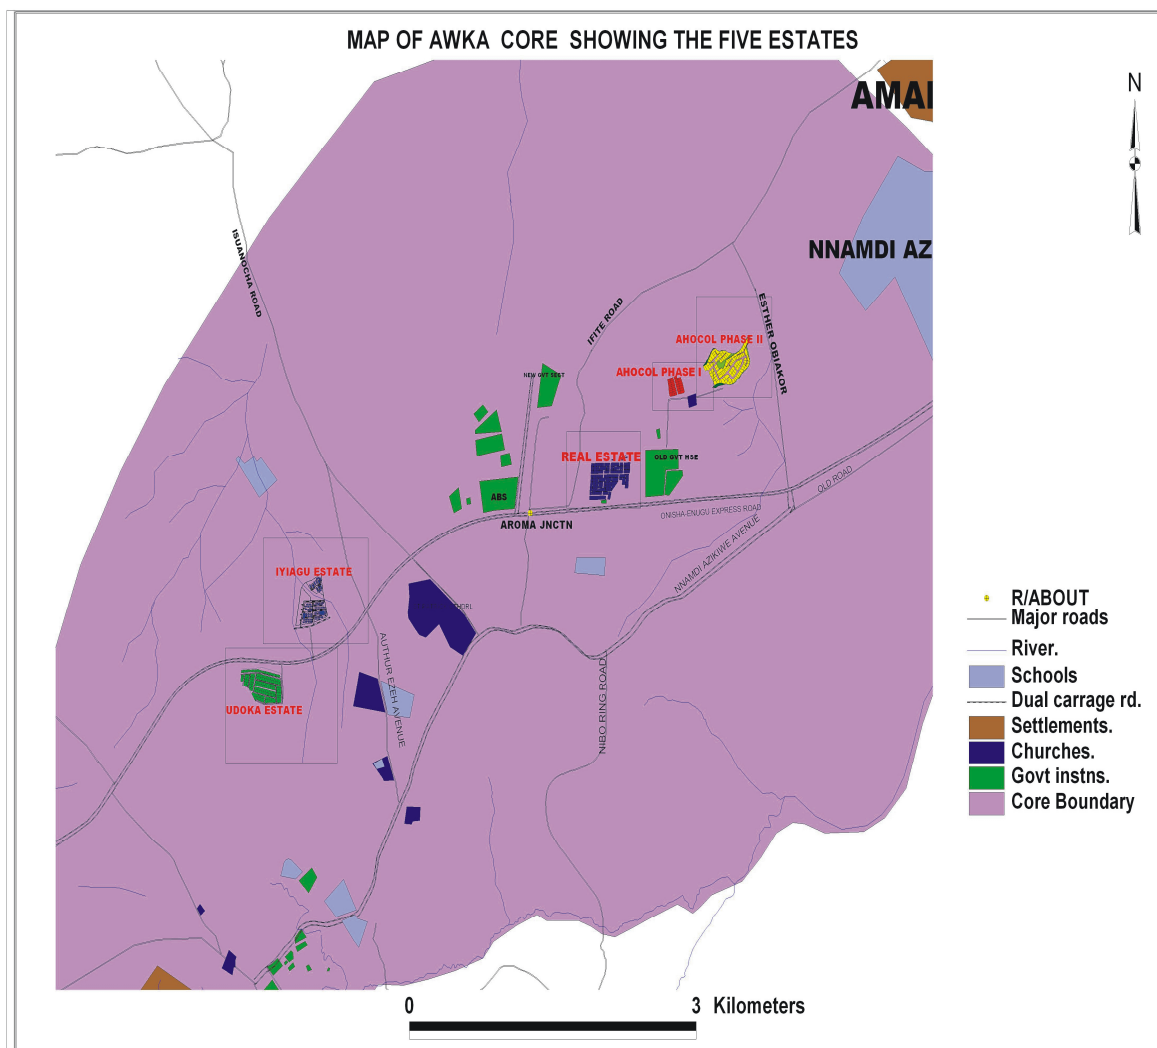 MAP OF AWKA CORE SHOWING THE FIVE ESTATES
N
AMAI
NNAMDI AZ
ISUANOCHA ROAD
IFITE ROAD
ESTHER OBIAKOR
AHOCOL PHASE II
AHOCOL PHASE I
NEW GVT SEET
REAL ESTATE
OLD GVT HSE
ABS
AROMA JNCTN
ONISHA-ENUGU EXPRESS ROAD
OLD ROAD
NNAMDI AZIKIWE AVENUE
IYIAGU ESTATE
AUTHUR EZEH AVENUE
NIBO RING ROAD
UDOKA ESTATE
R/ABOUT
Major roads
River.
Schools
Dual carrage rd.
Settlements.
Churches.
Govt instns.
Core Boundary
0 3 Kilometers